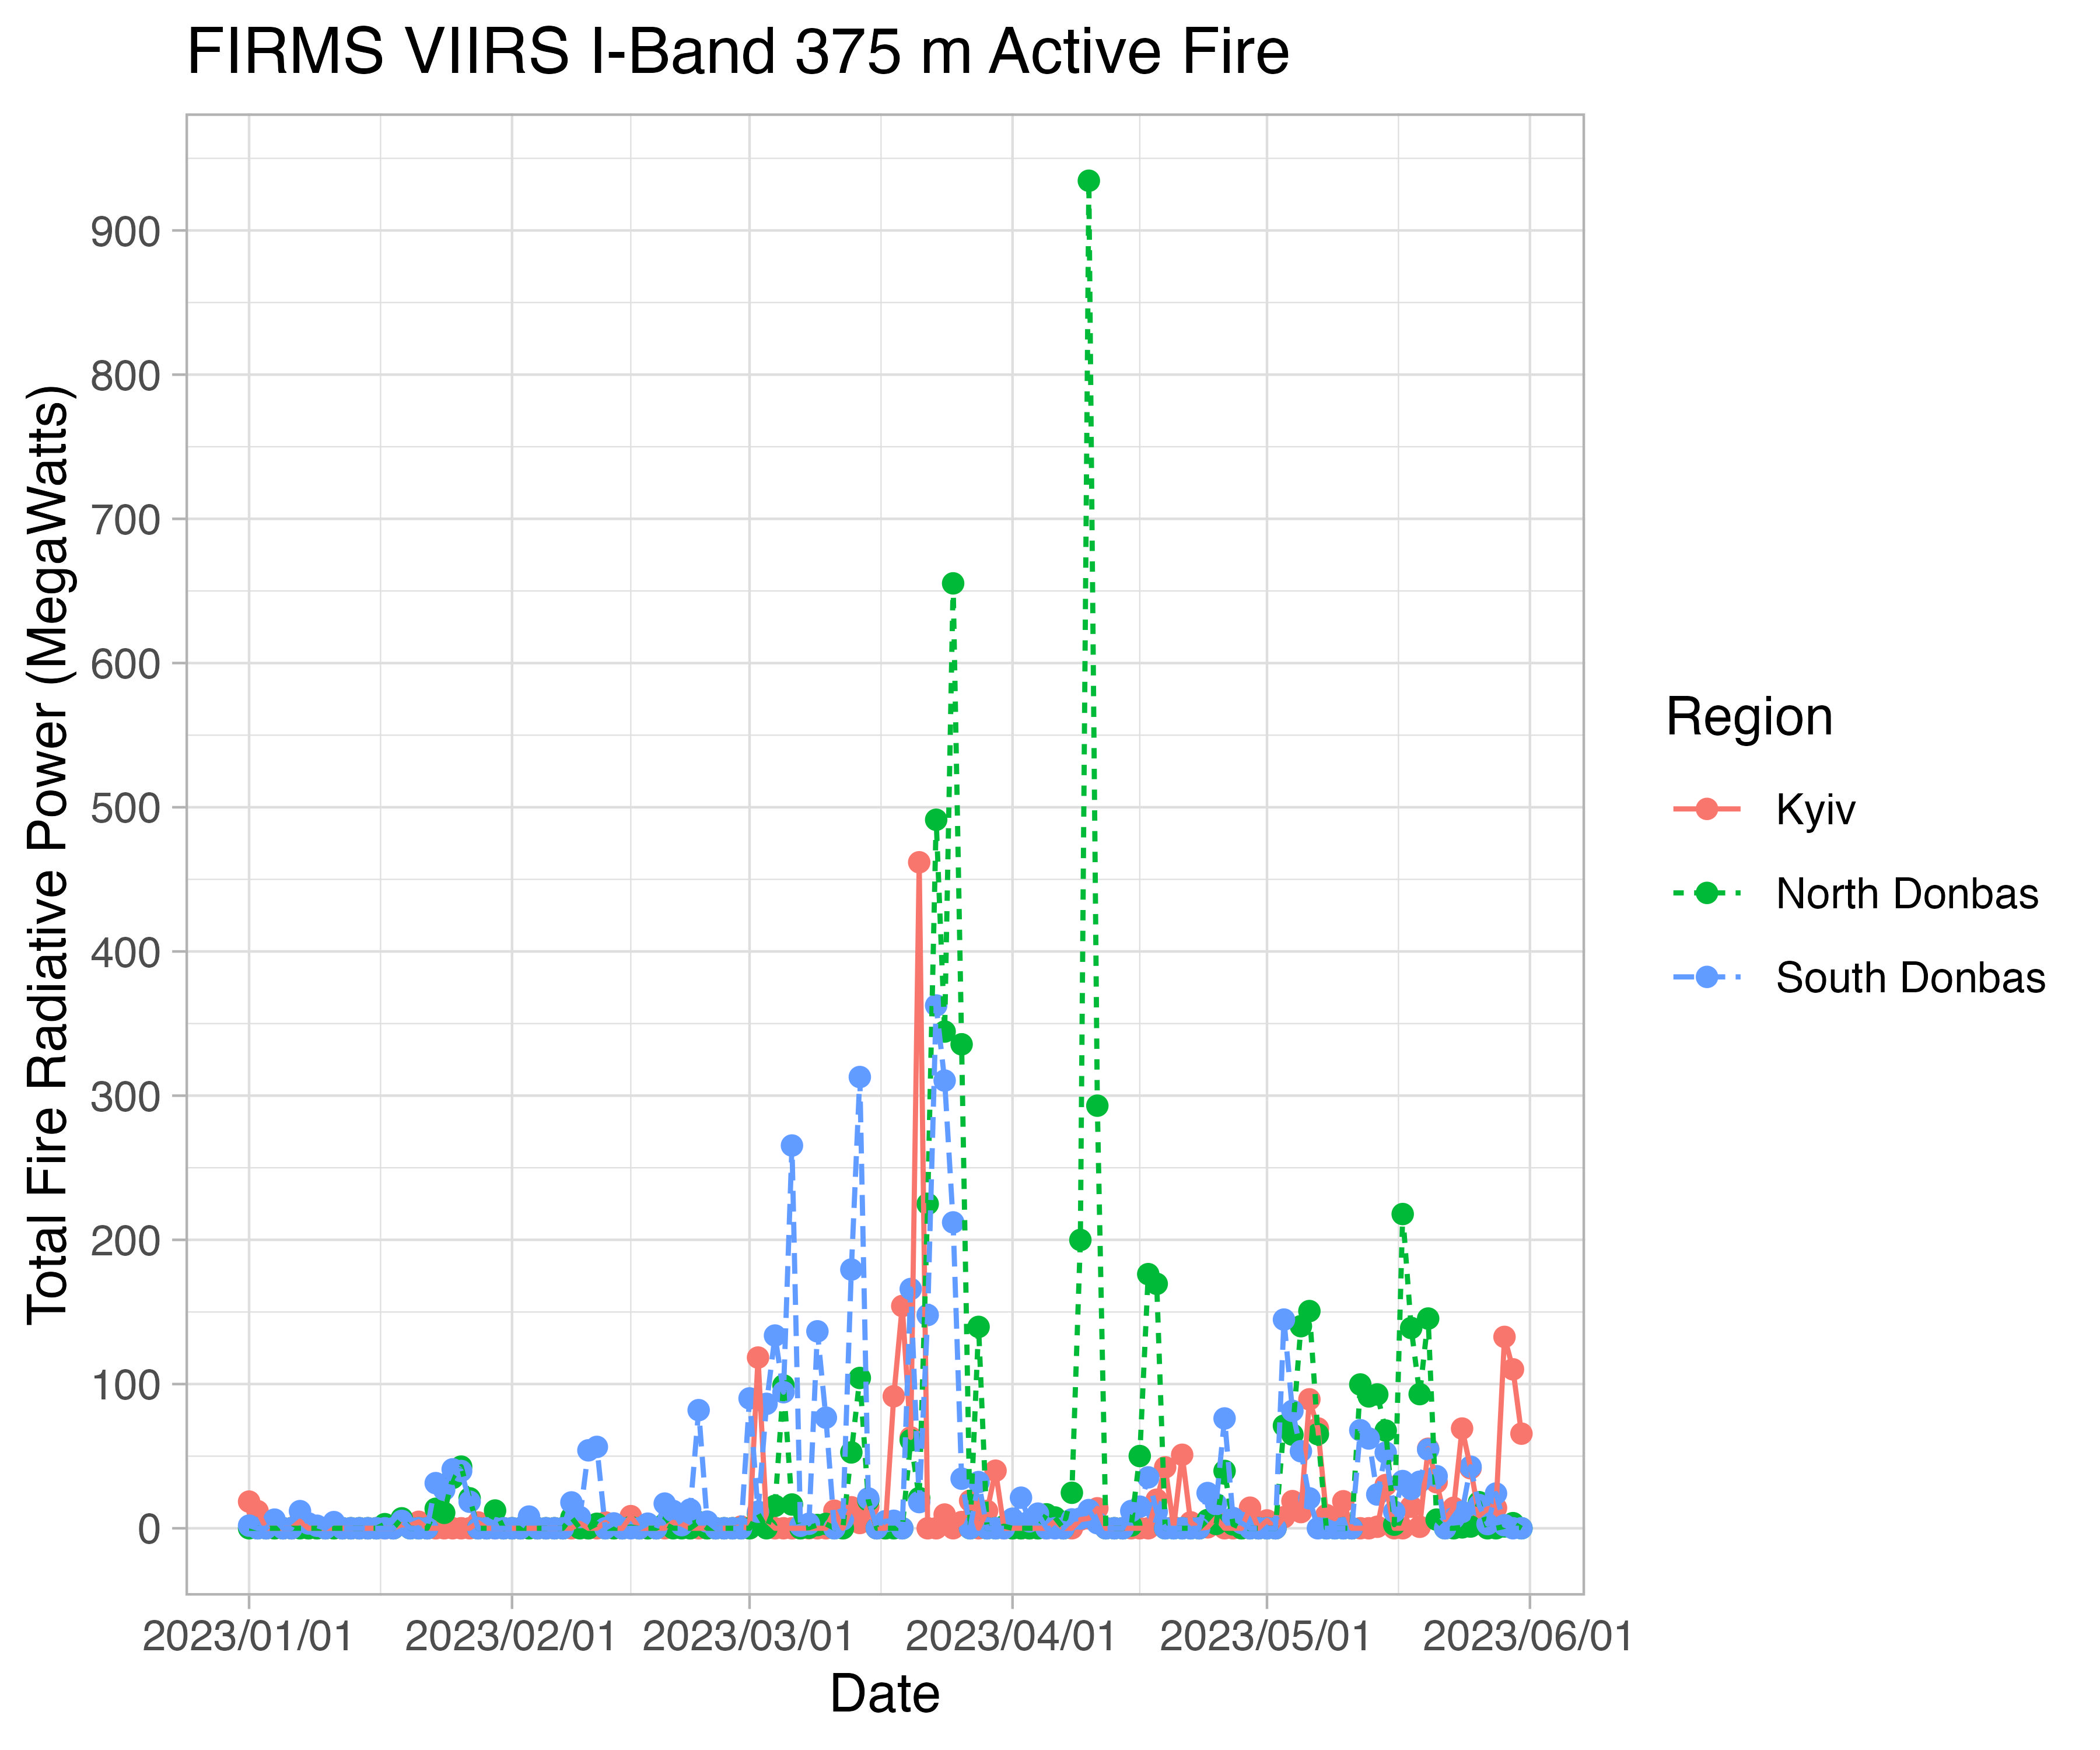 FIRMS VIIRS I-Band 375 m Active Fire
Total Fire Radiative Power (MegaWatts)
900
800
700
600
500
400
300
200
100
0
2023/01/01 2023/02/01 2023/03/01 2023/04/01 2023/05/01 2023/06/01
Date
Region
Kyiv
North Donbas
South Donbas